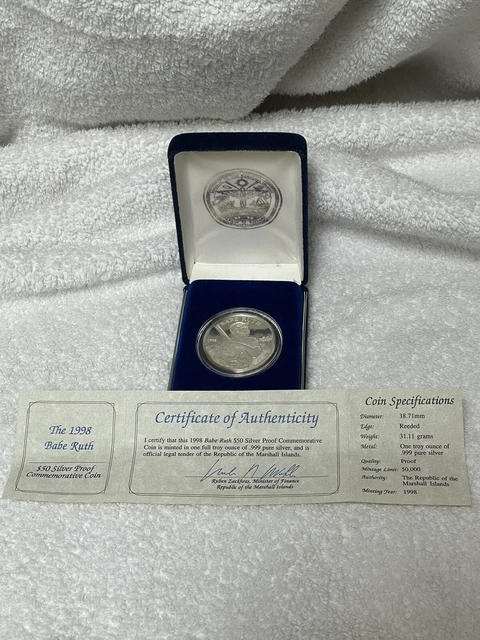 BABE RUTH
1998
$50
The 1998
Babe Ruth
$50 Silver Proof
Commemorative Coin
Certificate of Authenticity
I certify that this 1998 Babe Ruth $50 Silver Proof Commemorative
Coin is minted in one full troy ounce of .999 pure silver, and is
official legal tender of the Republic of the Marshall Islands.
Ruben Zackhras, Minister of Finance
Republic of the Marshall Islands
Coin Specifications
Diameter: 38.71mm
Edge: Reeded
Weight: 31.11 grams
Metal: One troy ounce of
.999 pure silver
Quality: Proof
Mintage Limit: 50,000
Authority: The Republic of the
Marshall Islands
Minting Year: 1998